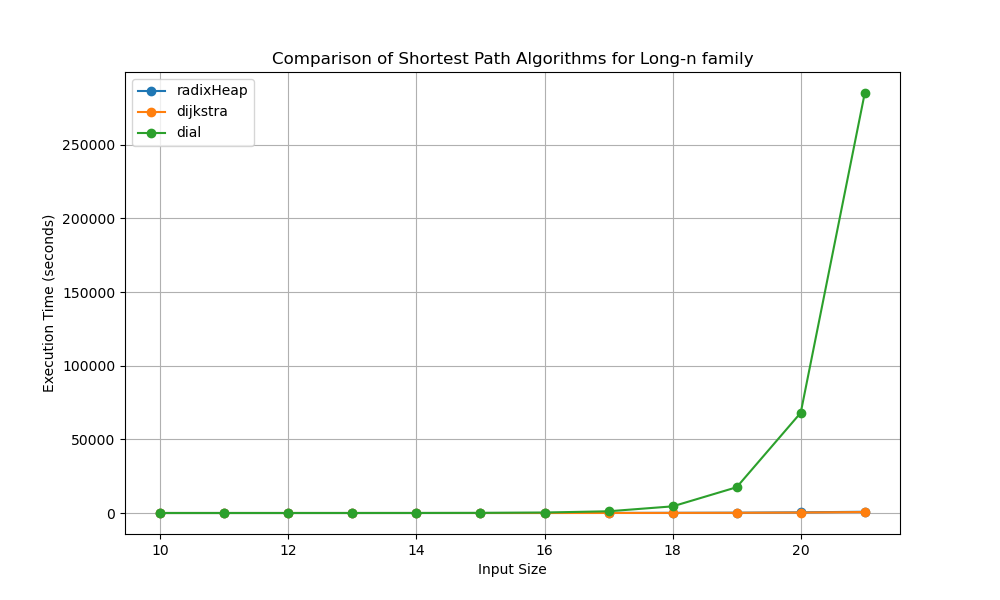 Comparison of Shortest Path Algorithms for Long-n family
radixHeap
dijkstra
dial
Execution Time (seconds)
250000
200000
150000
100000
50000
0
10 12 14 16 18 20
Input Size